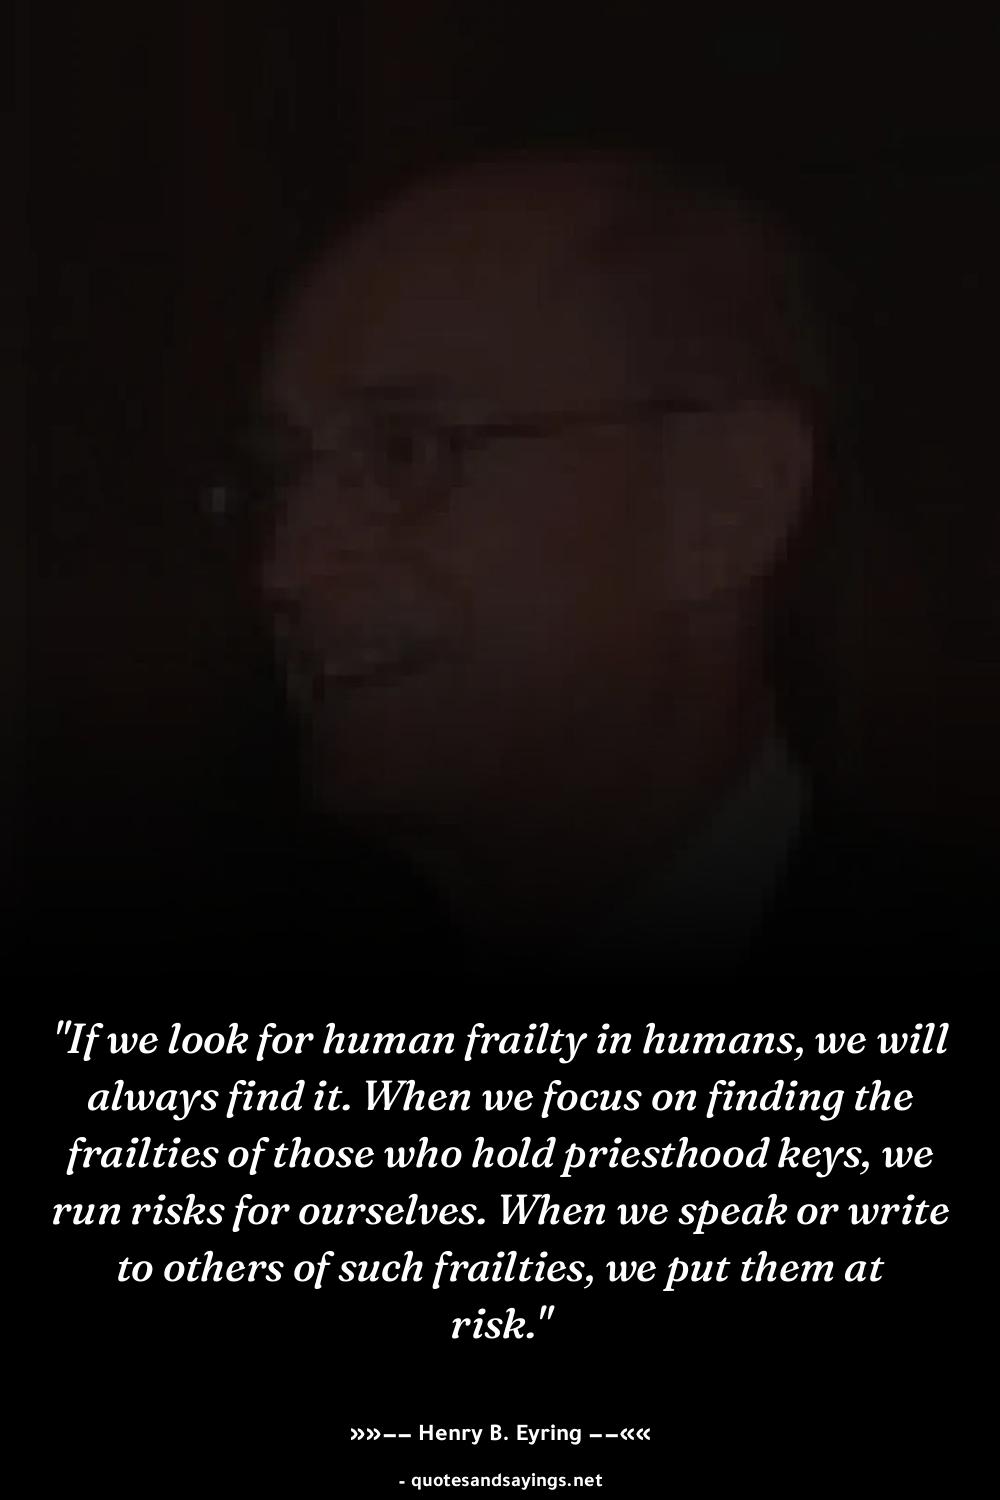 "If we look for human frailty in humans, we will
always find it. When we focus on finding the
frailties of those who hold priesthood keys, we
run risks for ourselves. When we speak or write
to others of such frailties, we put them at
risk."
»»−− Henry B. Eyring −−««
- quotesandsayings.net